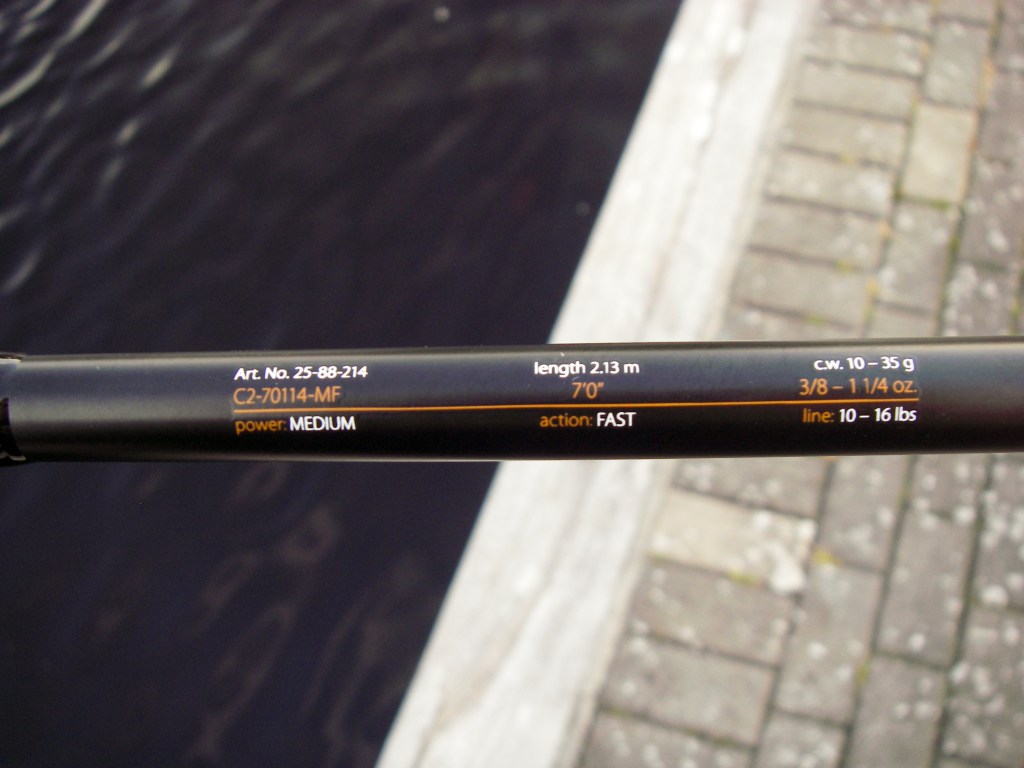 Art. No. 25-88-214
C2-70114-MF
power: MEDIUM
length 2.13 m
7'0"
action: FAST
c.w. 10 – 35 g
3/8 – 1 1/4 oz.
line: 10 – 16 lbs